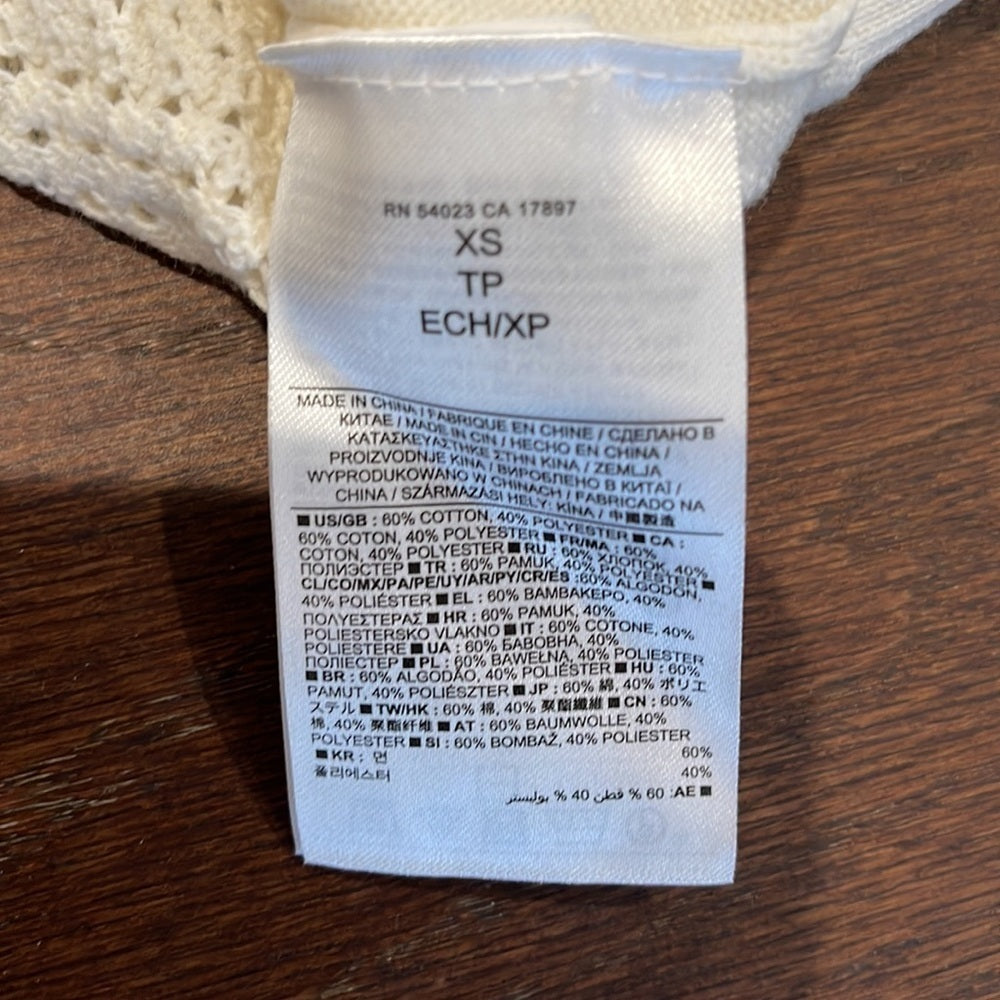 RN 54023 CA 17897
XS
TP
ECH/XP
MADE IN CHINA / FABRIQUE EN CHINE / СДЕЛАНО В
КИТАЕ / MADE IN CIN / HECHO EN CHINA /
ΚΑΤΑΣΚΕΥΑΣΤΗΚΕ ΣΤΗΝ ΚΙΝΑ / ZEMLJA
PROIZVODNJE KINA / ВИРОБЛЕНО В КИТАЇ /
WYPRODUKOWANO W CHINACH / FABRICADO NA
CHINA / SZÁRMAZÁSI HELY: KÍNA / 中國製造
■ US/GB : 60% COTTON, 40% POLYESTER ■ CA :
60% COTON, 40% POLYESTER ■ FR/MA : 60%
COTON, 40% POLYESTER ■ RU : 60% ХЛОПОК, 40%
ПОЛИЭСТЕР ■ TR : 60% PAMUK, 40% POLYESTER ■
CL/CO/MX/PA/PE/UY/AR/PY/CR/ES :60% ALGODÓN,
40% POLIÉSTER ■ EL : 60% ΒΑΜΒΑΚΕΡΟ, 40%
ΠΟΛΥΕΣΤΕΡΑΣ ■ HR : 60% PAMUK, 40%
POLIESTERSKO VLAKNO ■ IT : 60% COTONE, 40%
POLIESTERE ■ UA : 60% БАВОВНА, 40%
ПОЛІЕСТЕР ■ PL : 60% BAWEŁNA, 40% POLIESTER
■ BR : 60% ALGODÃO, 40% POLIÉSTER ■ HU : 60%
PAMUT, 40% POLIÉSZTER ■ JP : 60% 綿, 40% ポリエ
ステル ■ TW/HK : 60% 棉, 40% 聚酯纖維 ■ CN : 60%
棉, 40% 聚酯纤维 ■ AT : 60% BAUMWOLLE, 40%
POLYESTER ■ SI : 60% BOMBAŽ, 40% POLIESTER
■ KR : 면 60%
폴리에스터 40%
■ AE: 60 % قطن 40 % بوليستر